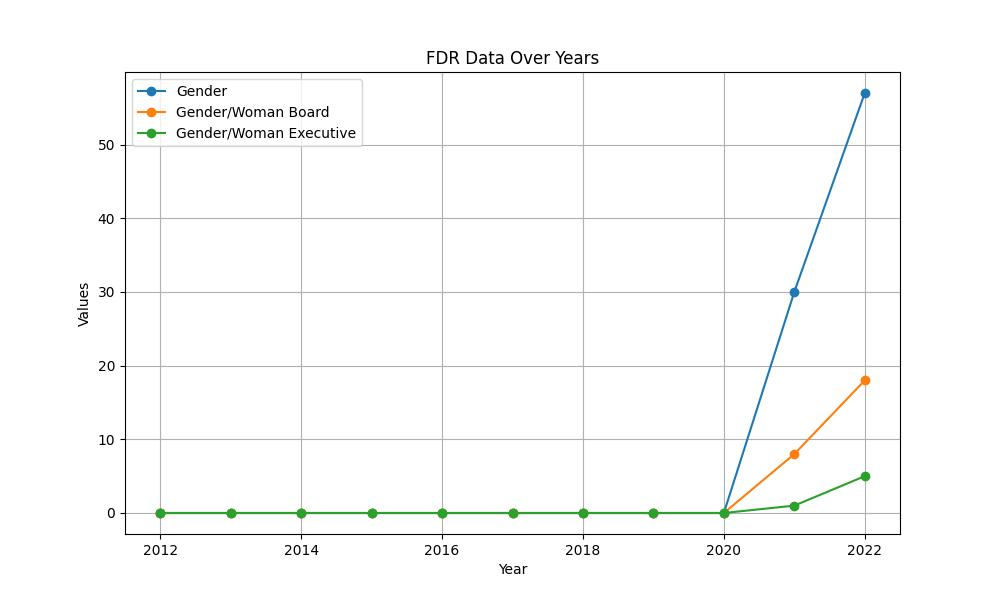 FDR Data Over Years
Gender
Gender/Woman Board
Gender/Woman Executive
50
40
30
20
10
0
Values
2012 2014 2016 2018 2020 2022
Year